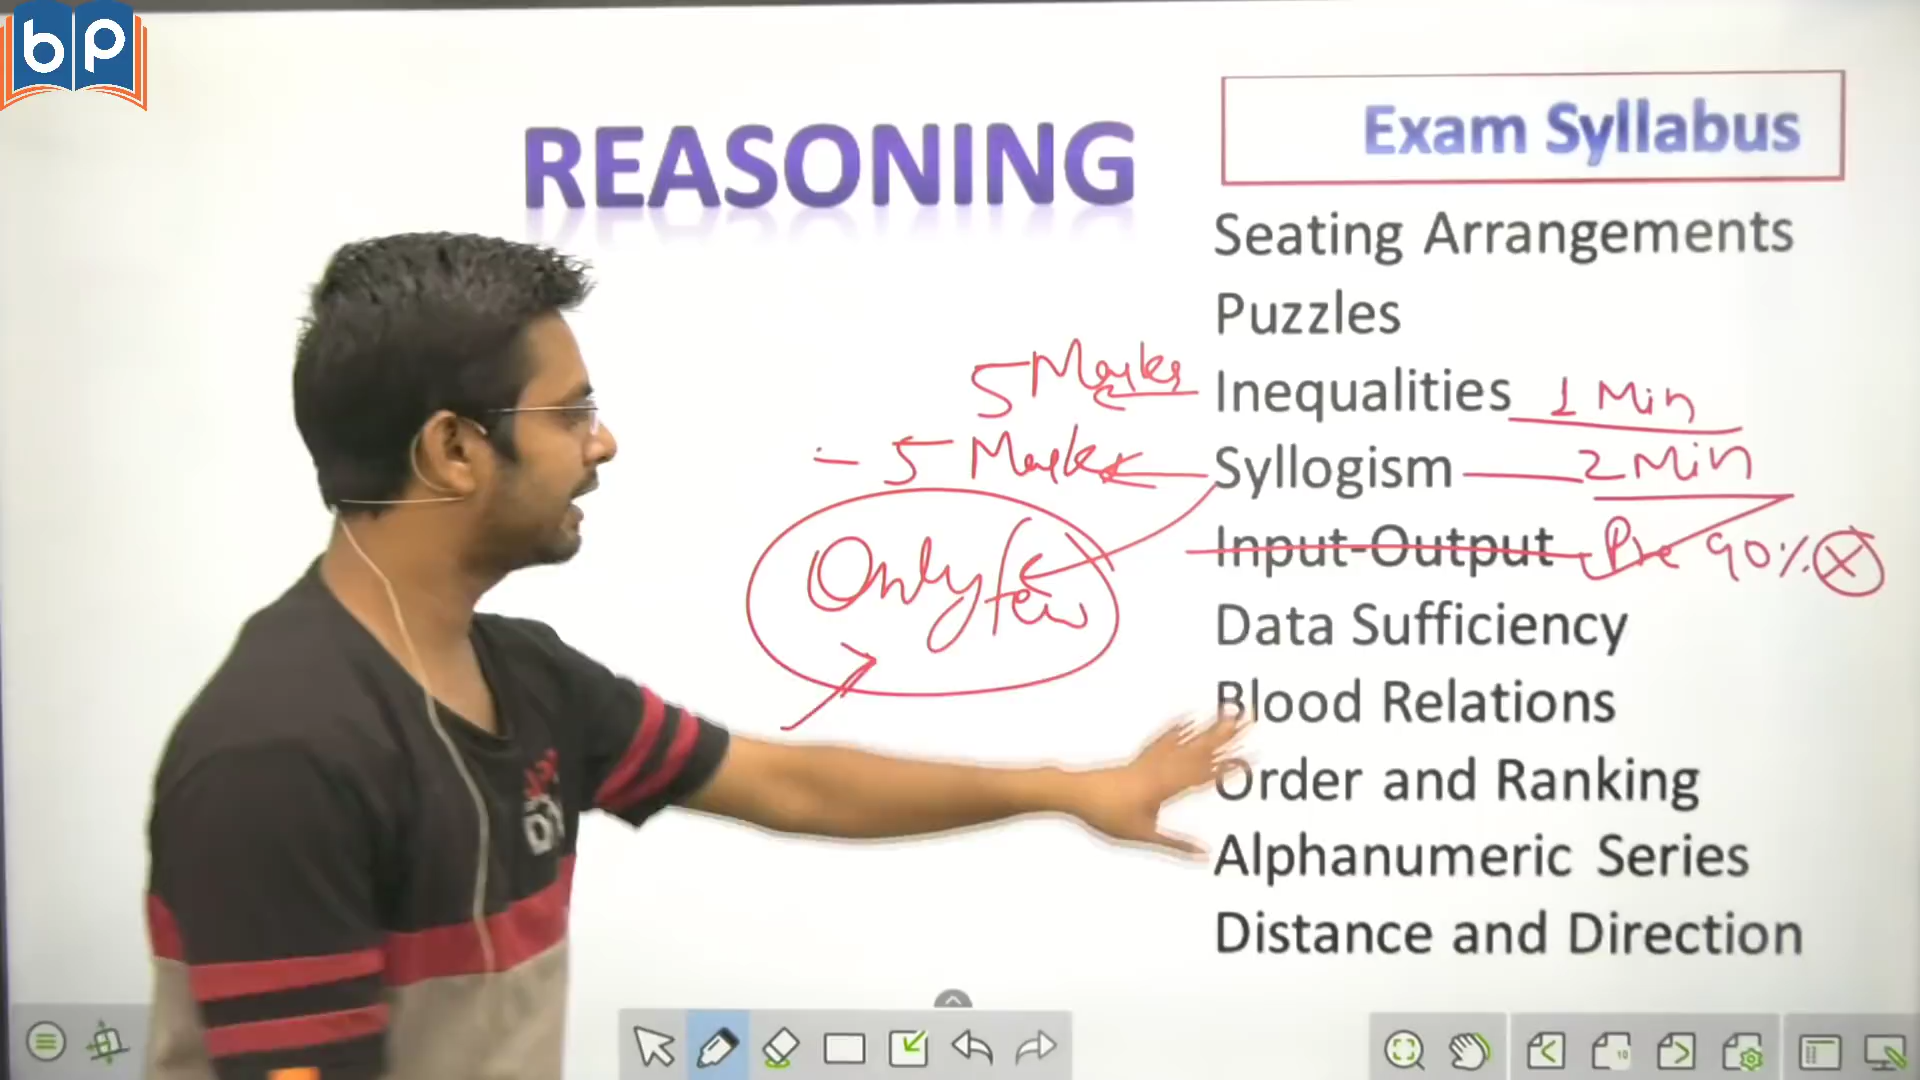 bp
REASONING
Exam Syllabus
Seating Arrangements
Puzzles
5 Marks
Inequalities 1 Min
- 5 Marks
Syllogism 2 Min
Only few
Input-Output Pre 90% X
Data Sufficiency
Blood Relations
Order and Ranking
Alphanumeric Series
Distance and Direction
10